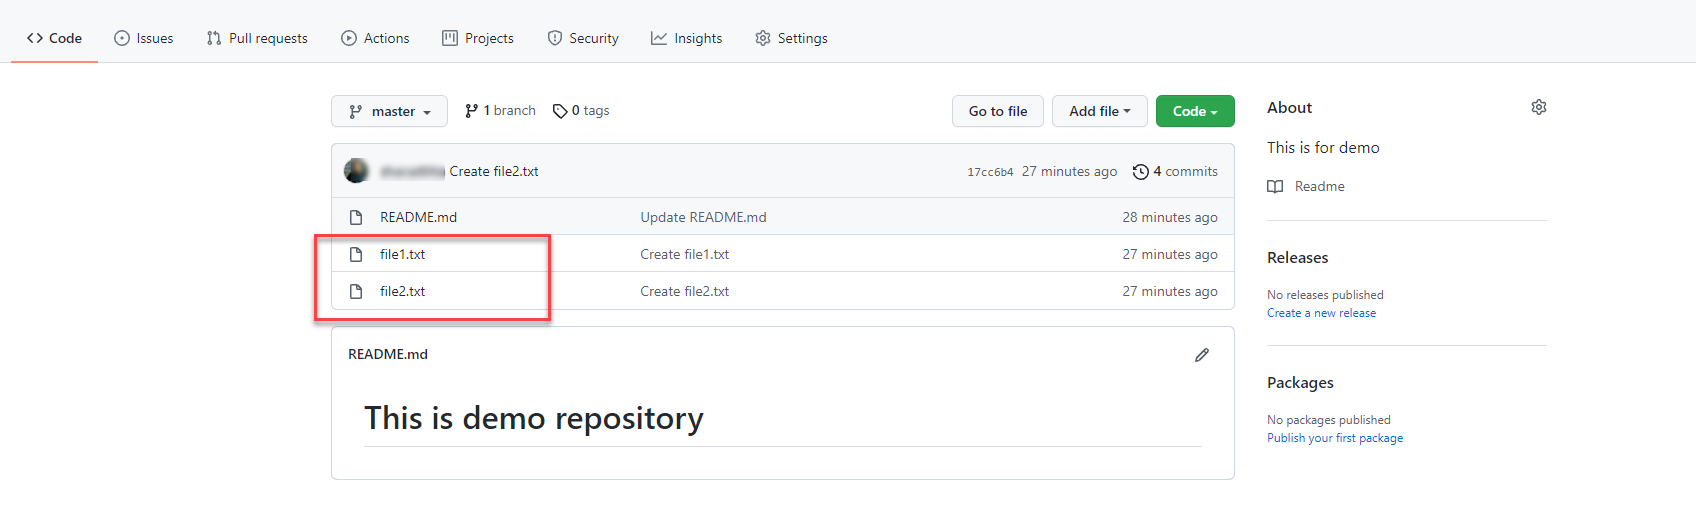 Code Issues Pull requests Actions Projects Security Insights Settings
master 1 branch 0 tags Go to file Add file Code
Create file2.txt 17cc6b4 27 minutes ago 4 commits
README.md Update README.md 28 minutes ago
file1.txt Create file1.txt 27 minutes ago
file2.txt Create file2.txt 27 minutes ago
README.md
This is demo repository
About
This is for demo
Readme
Releases
No releases published
Create a new release
Packages
No packages published
Publish your first package